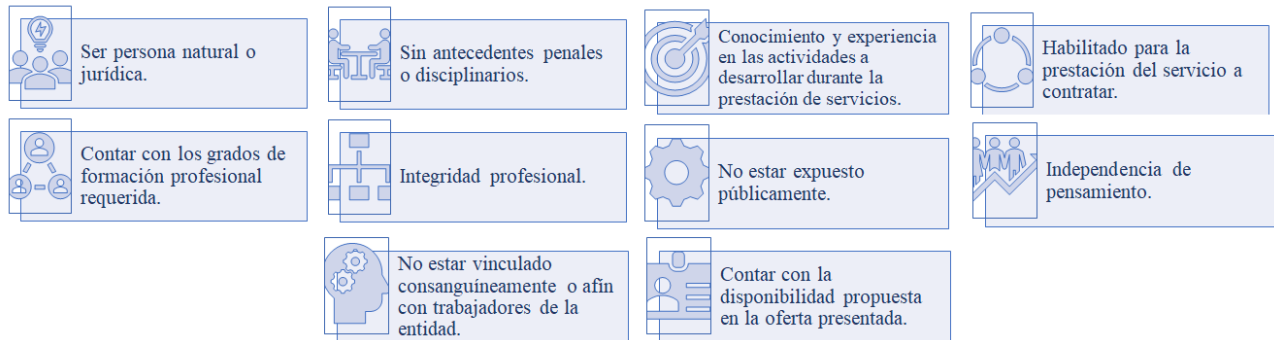 Ser persona natural o
jurídica.
Sin antecedentes penales
o disciplinarios.
Conocimiento y experiencia
en las actividades a
desarrollar durante la
prestación de servicios.
Habilitado para la
prestación del servicio a
contratar.
Contar con los grados de
formación profesional
requerida.
Integridad profesional.
No estar expuesto
públicamente.
Independencia de
pensamiento.
No estar vinculado
consanguíneamente o afín
con trabajadores de la
entidad.
Contar con la
disponibilidad propuesta
en la oferta presentada.